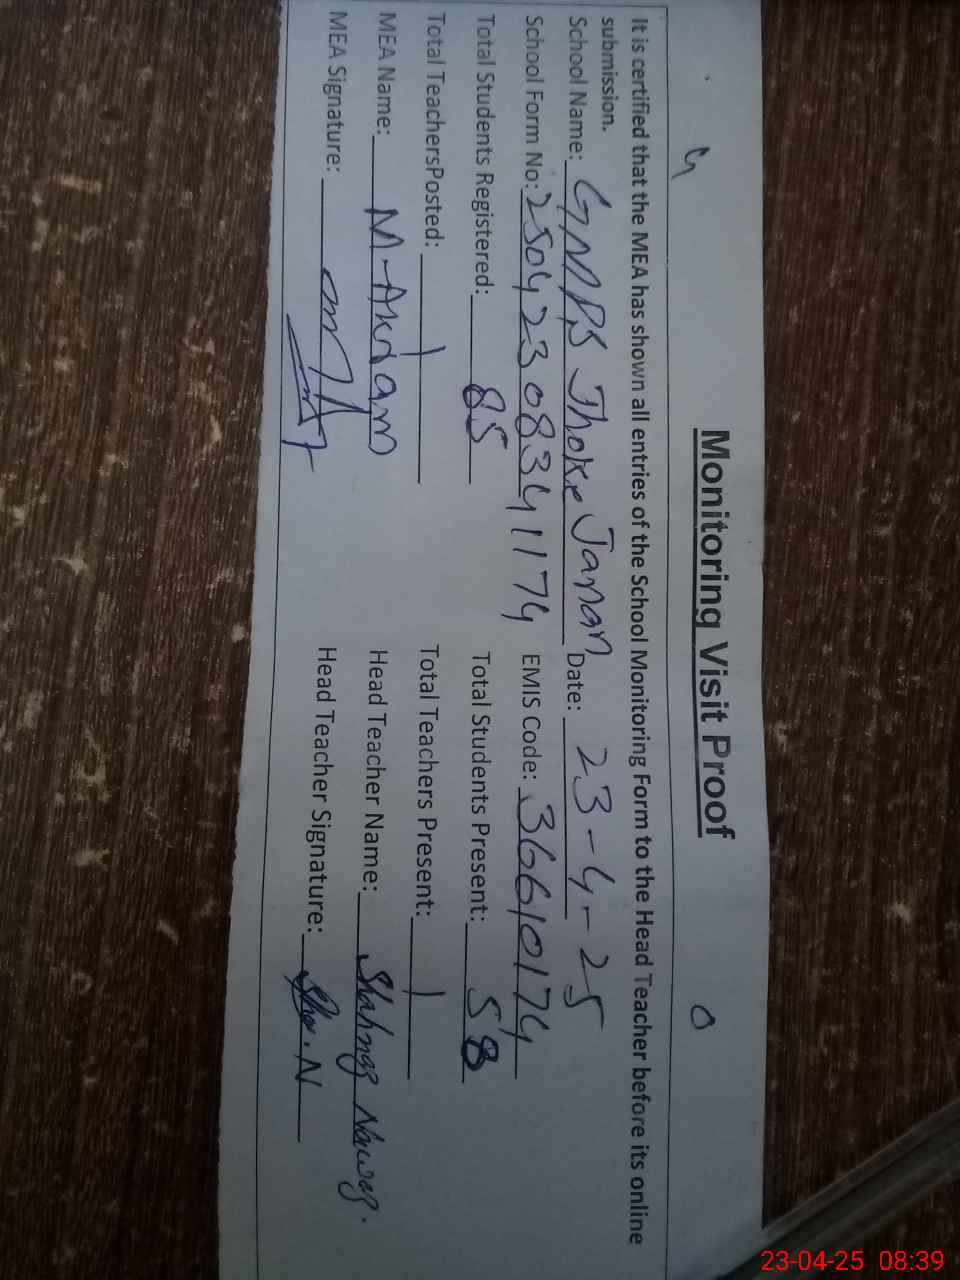 Monitoring Visit Proof
It is certified that the MEA has shown all entries of the School Monitoring Form to the Head Teacher before its online
submission.
School Name: GMPS Thoke Janan Date: 23-4-25
School Form No: 25042308341174 EMIS Code: 36610174
Total Students Registered: 85 Total Students Present: 58
Total TeachersPosted: 1 Total Teachers Present: 1
MEA Name: M-Akram Head Teacher Name: Shahnaz Nawaz.
MEA Signature: Head Teacher Signature: Sha.N
23-04-25 08:39